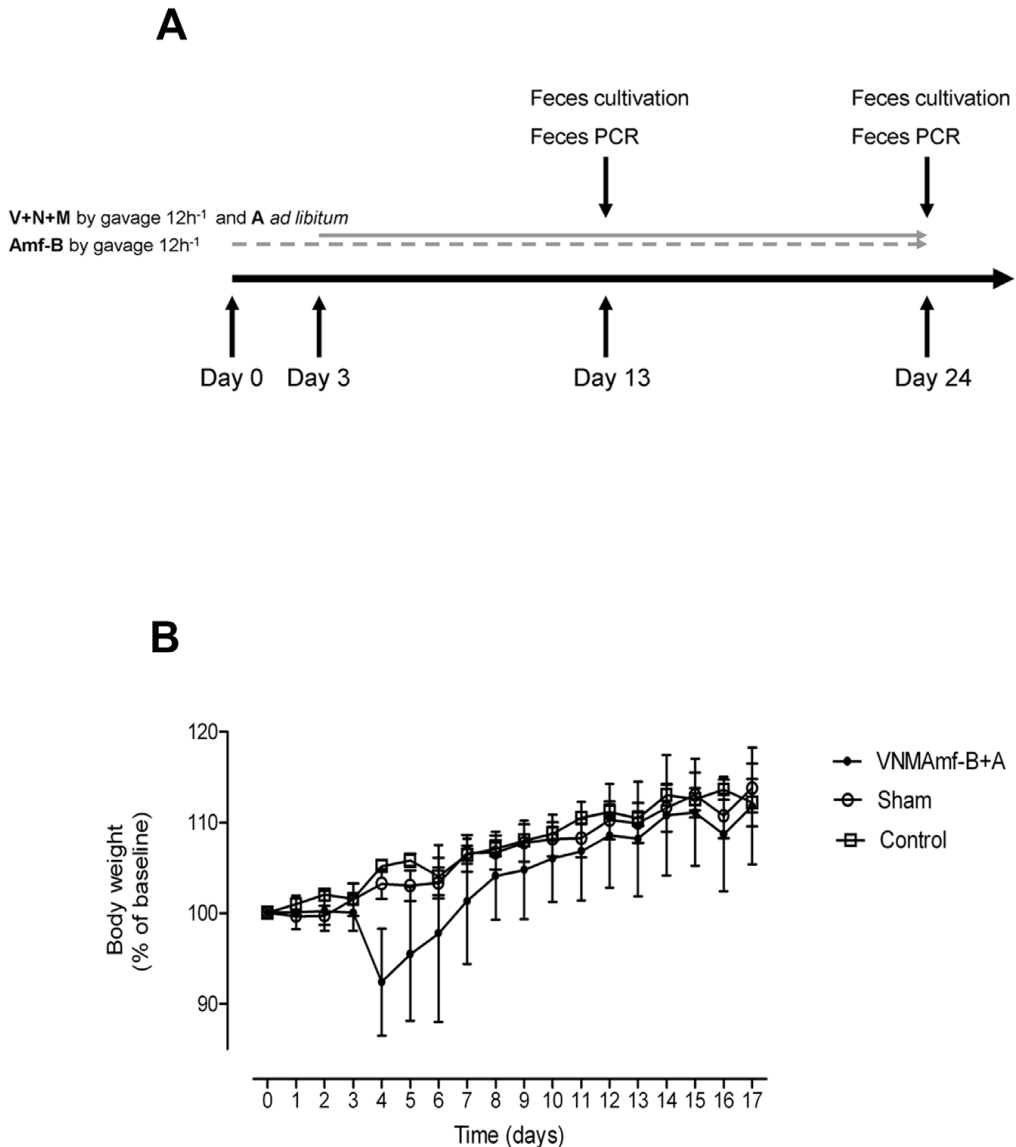 A
Feces cultivation Feces cultivation
Feces PCR Feces PCR
V+N+M by gavage 12h-1 and A ad libitum
Amf-B by gavage 12h-1
Day 0 Day 3 Day 13 Day 24
B
120
110
100
90
Body weight
(% of baseline)
VNMAmf-B+A
Sham
Control
0 1 2 3 4 5 6 7 8 9 10 11 12 13 14 15 16 17
Time (days)